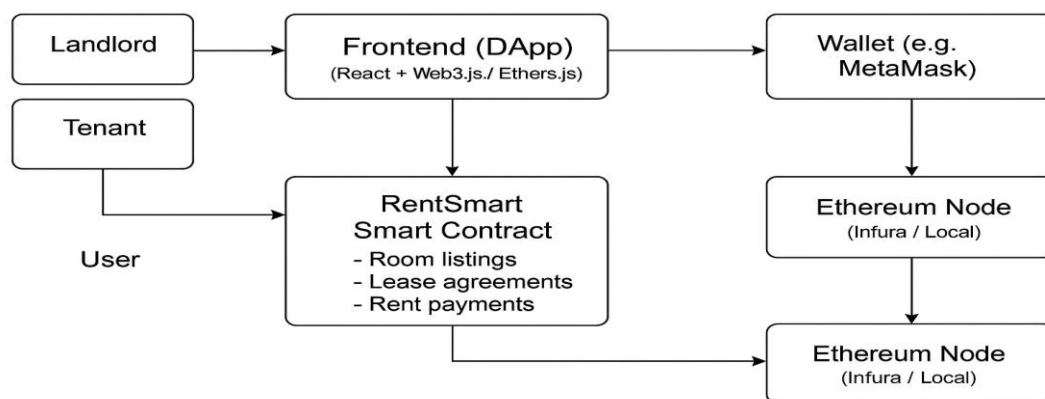 Landlord
Frontend (DApp)
(React + Web3.js./ Ethers.js)
Wallet (e.g.
MetaMask)
Tenant
RentSmart
Smart Contract
- Room listings
- Lease agreements
- Rent payments
Ethereum Node
(Infura / Local)
User
Ethereum Node
(Infura / Local)